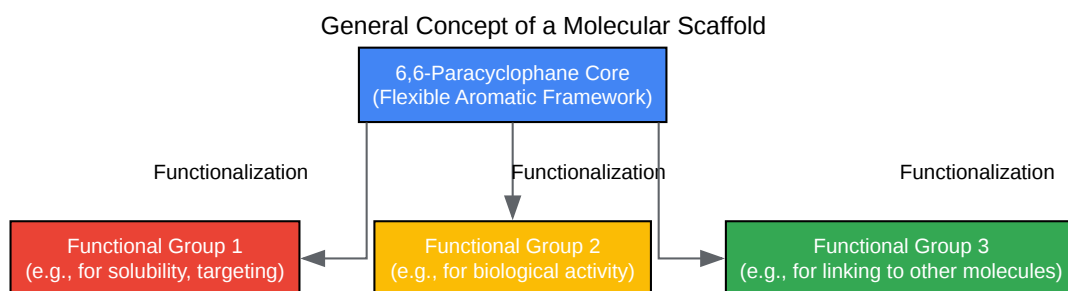 General Concept of a Molecular Scaffold
6,6-Paracyclophane Core
(Flexible Aromatic Framework)
Functionalization
Functionalization
Functionalization
Functional Group 1
(e.g., for solubility, targeting)
Functional Group 2
(e.g., for biological activity)
Functional Group 3
(e.g., for linking to other molecules)